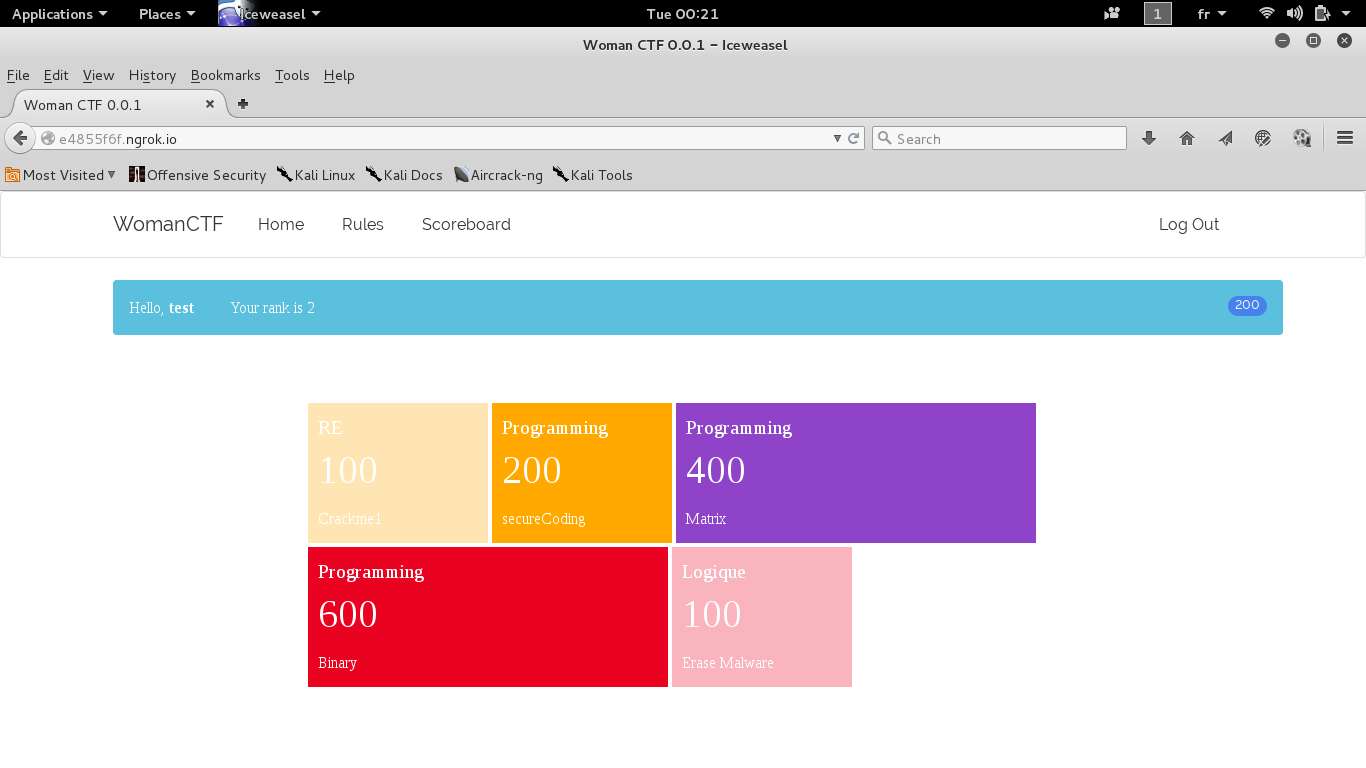 Applications Places Iceweasel Tue 00:21 1 fr
Woman CTF 0.0.1 - Iceweasel
File Edit View History Bookmarks Tools Help
Woman CTF 0.0.1
e4855f6f.ngrok.io Search
Most Visited Offensive Security Kali Linux Kali Docs Aircrack-ng Kali Tools
WomanCTF Home Rules Scoreboard Log Out
Hello, test Your rank is 2 200
RE
100
Crackme1
Programming
200
secureCoding
Programming
400
Matrix
Programming
600
Binary
Logique
100
Erase Malware